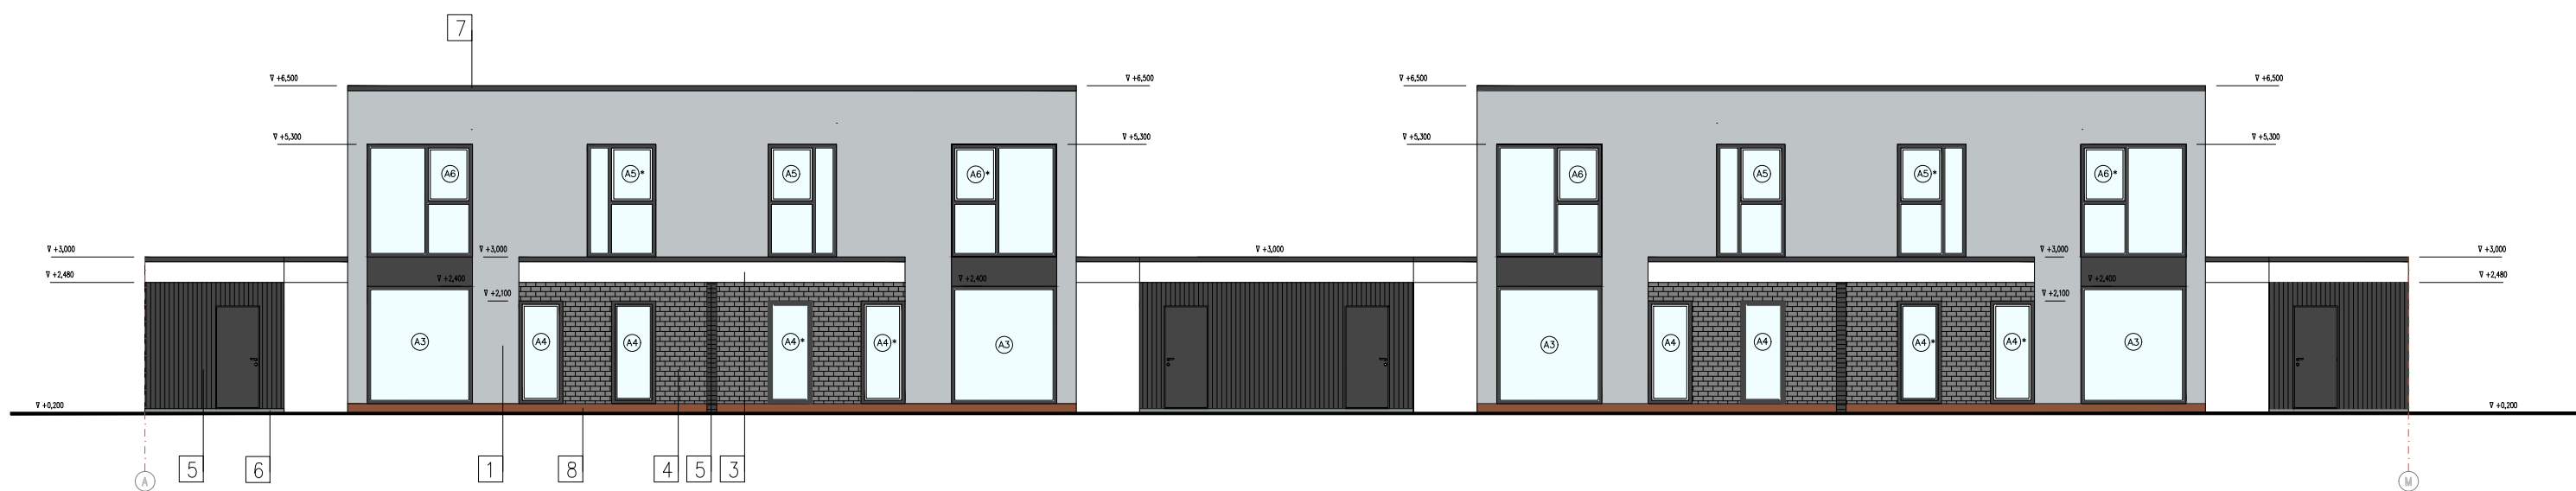 7
∇ +6,500 ∇ +6,500 ∇ +6,500 ∇ +6,500
∇ +5,300 ∇ +5,300 ∇ +5,300 ∇ +5,300
A6 A5* A5 A6* A6 A5 A5* A6*
∇ +3,000 ∇ +3,000 ∇ +3,000 ∇ +3,000 ∇ +3,000
∇ +2,480 ∇ +2,400 ∇ +2,400 ∇ +2,400 ∇ +2,480
∇ +2,100 ∇ +2,100
A3 A4 A4 A4* A4* A3 A3 A4 A4 A4* A4* A3
∇ +0,200 ∇ +0,200
5 6 1 8 4 5 3
A M